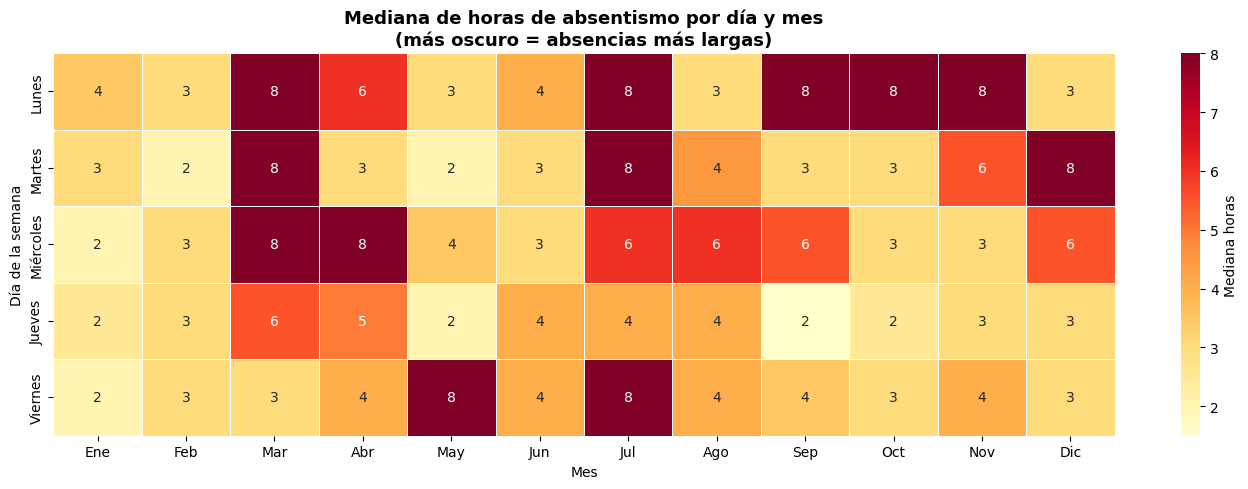 Mediana de horas de absentismo por día y mes
(más oscuro = absencias más largas)
Día de la semana
Lunes 4 3 8 6 3 4 8 3 8 8 8 3
Martes 3 2 8 3 2 3 8 4 3 3 6 8
Miércoles 2 3 8 8 4 3 6 6 6 3 3 6
Jueves 2 3 6 5 2 4 4 4 2 2 3 3
Viernes 2 3 3 4 8 4 8 4 4 3 4 3
Ene Feb Mar Abr May Jun Jul Ago Sep Oct Nov Dic
Mes
8
7
6
5
4
3
2
Mediana horas